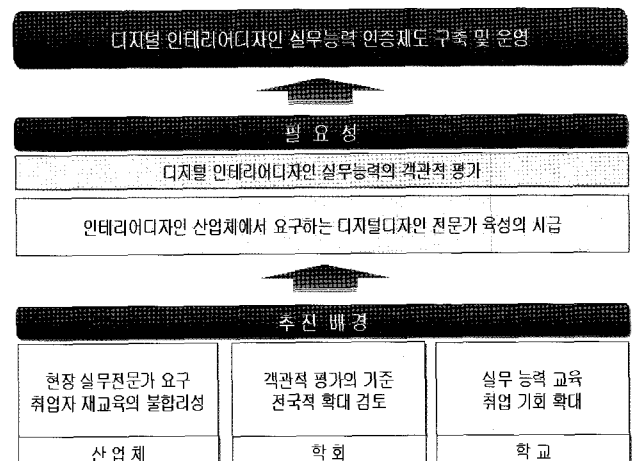 디지털 인테리어디자인 실무능력 인증제도 구축 및 운영
필 요 성
디지털 인테리어디자인 실무능력의 객관적 평가
인테리어디자인 산업체에서 요구하는 디지털디자인 전문가 육성의 시급
추 진 배 경
현장 실무전문가 요구
취업자 재교육의 불합리성
객관적 평가의 기준
전국적 확대 검토
실무 능력 교육
취업 기회 확대
산 업 체
학 회
학 교